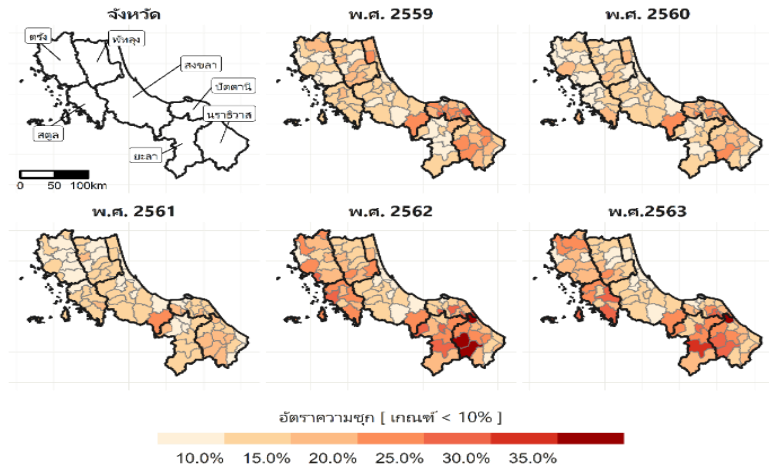 จังหวัด
พ.ศ. 2559
พ.ศ. 2560
ตรัง
พัทลุง
สงขลา
ปัตตานี
นราธิวาส
สตูล
ยะลา
0 50 100km
พ.ศ. 2561
พ.ศ. 2562
พ.ศ.2563
อัตราความชุก [ เกณฑ์ < 10% ]
10.0% 15.0% 20.0% 25.0% 30.0% 35.0%